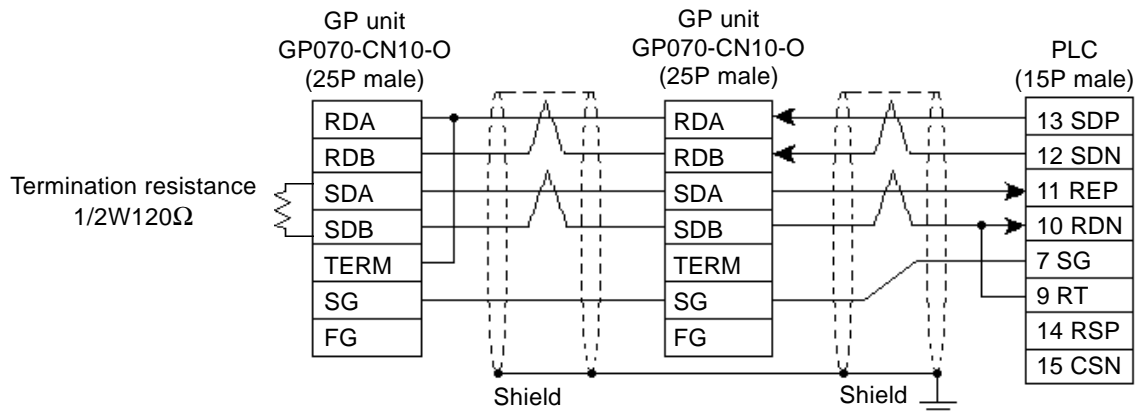 GP unit
GP070-CN10-O
(25P male)
RDA
RDB
SDA
SDB
TERM
SG
FG
Termination resistance
1/2W120Ω
Shield
GP unit
GP070-CN10-O
(25P male)
RDA
RDB
SDA
SDB
TERM
SG
FG
Shield
PLC
(15P male)
13 SDP
12 SDN
11 REP
10 RDN
7 SG
9 RT
14 RSP
15 CSN